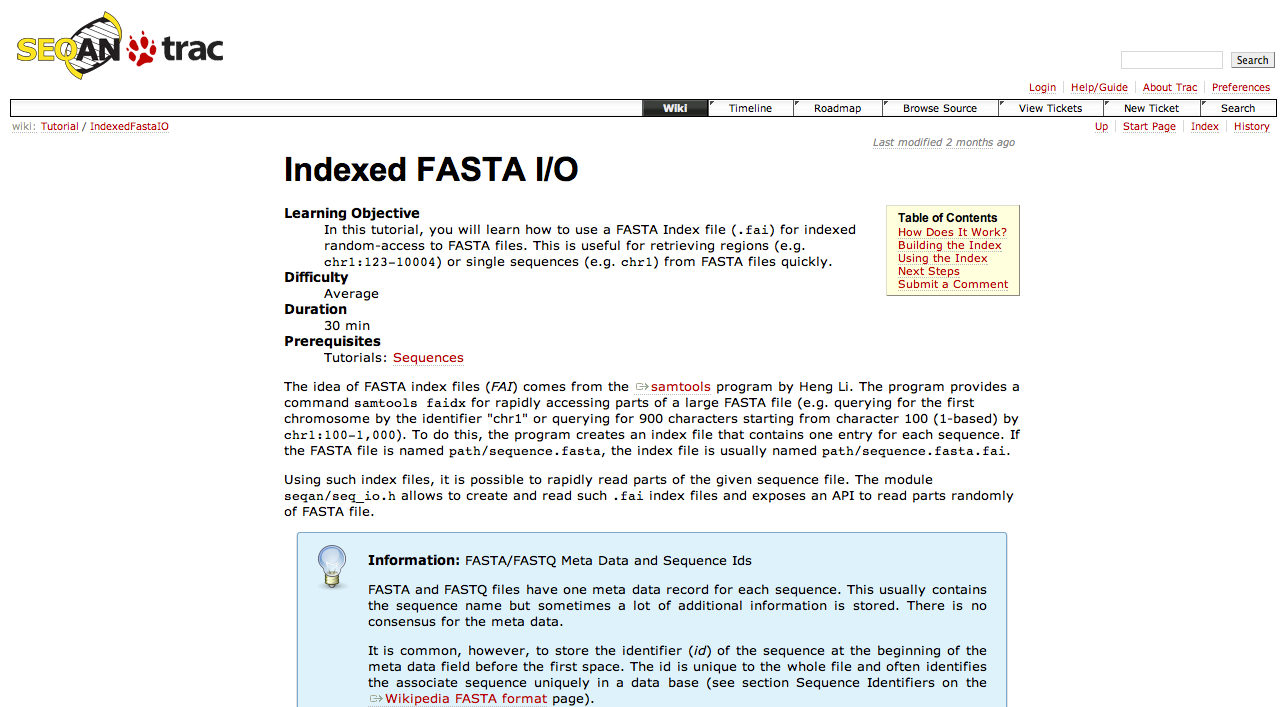 SEQAN trac
Search
Login Help/Guide About Trac Preferences
Wiki Timeline Roadmap Browse Source View Tickets New Ticket Search
wiki: Tutorial / IndexedFastaIO
Up Start Page Index History
Last modified 2 months ago
Indexed FASTA I/O
Learning Objective
In this tutorial, you will learn how to use a FASTA Index file (.fai) for indexed
random-access to FASTA files. This is useful for retrieving regions (e.g.
chr1:123-10004) or single sequences (e.g. chr1) from FASTA files quickly.
Difficulty
Average
Duration
30 min
Prerequisites
Tutorials: Sequences
Table of Contents
How Does It Work?
Building the Index
Using the Index
Next Steps
Submit a Comment
The idea of FASTA index files (FAI) comes from the samtools program by Heng Li. The program provides a
command samtools faidx for rapidly accessing parts of a large FASTA file (e.g. querying for the first
chromosome by the identifier "chr1" or querying for 900 characters starting from character 100 (1-based) by
chr1:100-1,000). To do this, the program creates an index file that contains one entry for each sequence. If
the FASTA file is named path/sequence.fasta, the index file is usually named path/sequence.fasta.fai.
Using such index files, it is possible to rapidly read parts of the given sequence file. The module
seqan/seq_io.h allows to create and read such .fai index files and exposes an API to read parts randomly
of FASTA file.
Information: FASTA/FASTQ Meta Data and Sequence Ids
FASTA and FASTQ files have one meta data record for each sequence. This usually contains
the sequence name but sometimes a lot of additional information is stored. There is no
consensus for the meta data.
It is common, however, to store the identifier (id) of the sequence at the beginning of the
meta data field before the first space. The id is unique to the whole file and often identifies
the associate sequence uniquely in a data base (see section Sequence Identifiers on the
Wikipedia FASTA format page).